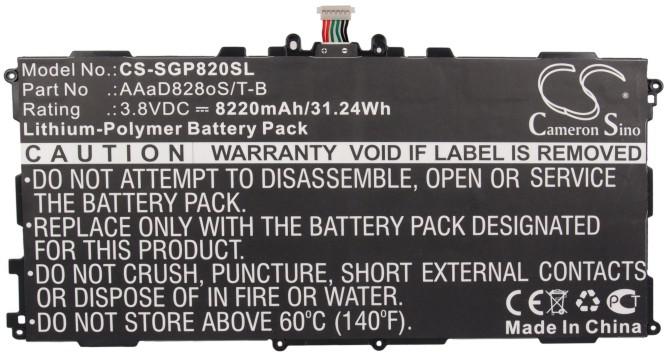 Model No.: CS-SGP820SL
Part No.: AAaD828oS/T-B
Rating : 3.8VDC ⎓ 8220mAh/31.24Wh
Lithium-Polymer Battery Pack
CS
Cameron Sino
CAUTION WARRANTY VOID IF LABEL IS REMOVED
•DO NOT ATTEMPT TO DISASSEMBLE, OPEN OR SERVICE
THE BATTERY PACK.
•REPLACE ONLY WITH THE BATTERY PACK DESIGNATED
FOR THIS EQUIPMENT.
•DO NOT CRUSH, PUNCTURE, SHORT EXTERNAL CONTACTS
OR DISPOSE OF IN FIRE OR WATER.
•DO NOT STORE ABOVE 60°C (140°F).
CE PCT
Made In China